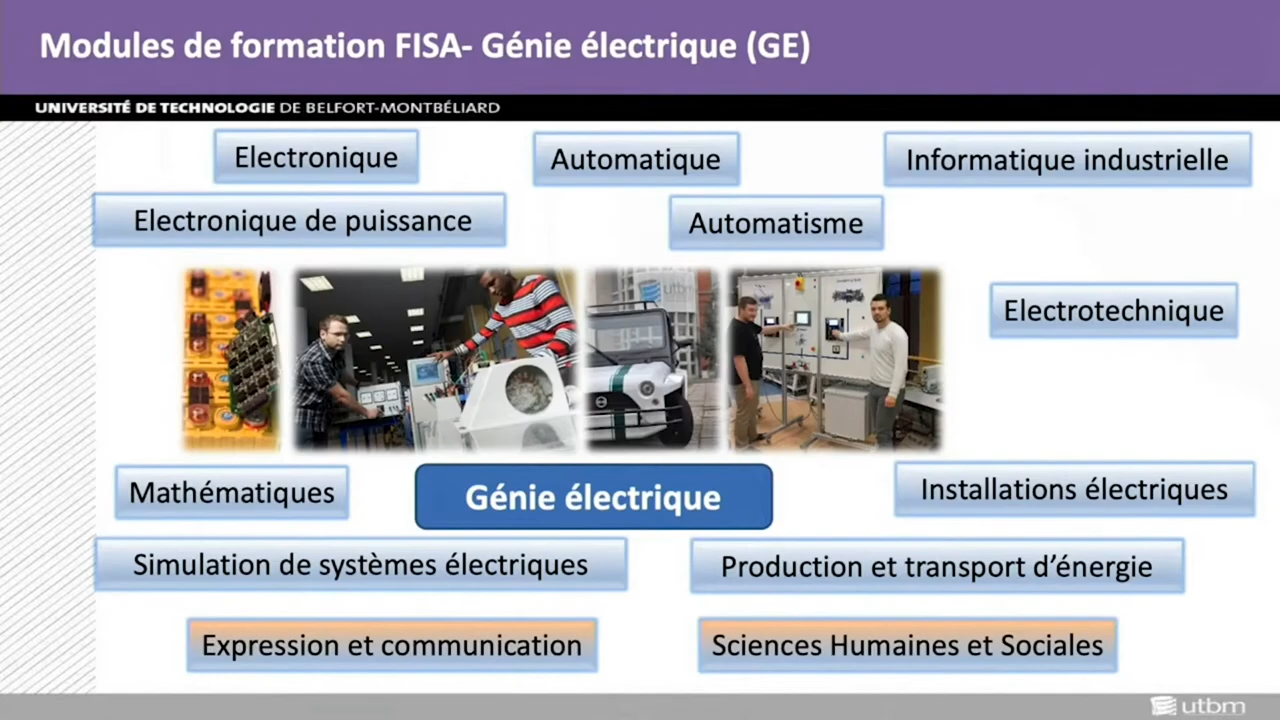 Modules de formation FISA- Génie électrique (GE)
UNIVERSITÉ DE TECHNOLOGIE DE BELFORT-MONTBÉLIARD
Electronique
Automatique
Informatique industrielle
Electronique de puissance
Automatisme
utbm
Electrotechnique
Mathématiques
Génie électrique
Installations électriques
Simulation de systèmes électriques
Production et transport d'énergie
Expression et communication
Sciences Humaines et Sociales
utbm